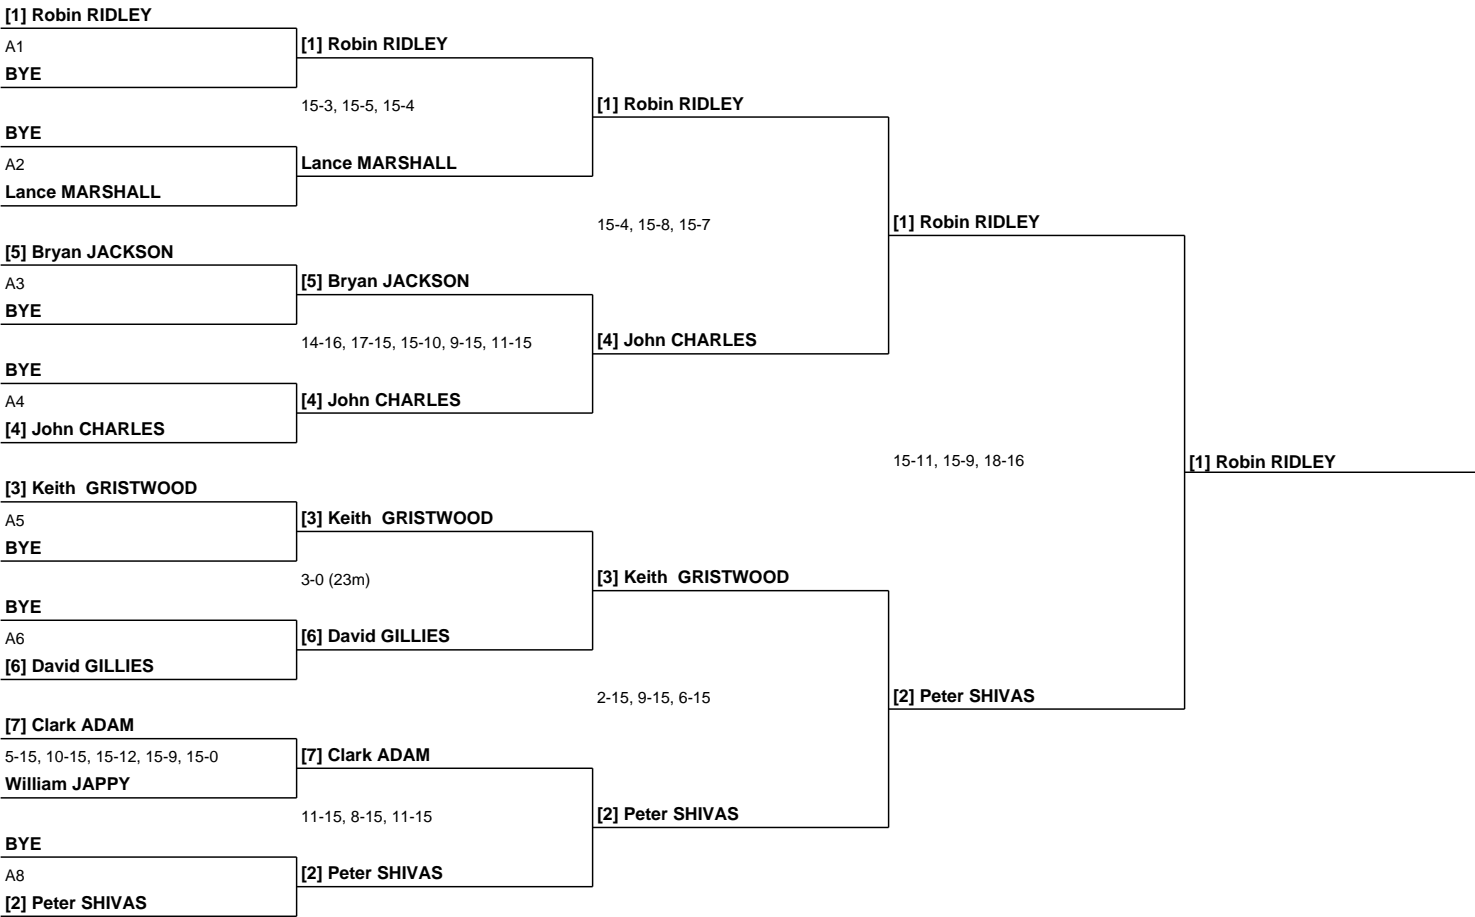 [1] Robin RIDLEY
A1
BYE
BYE
A2
Lance MARSHALL
[5] Bryan JACKSON
A3
BYE
BYE
A4
[4] John CHARLES
[3] Keith  GRISTWOOD
A5
BYE
BYE
A6
[6] David GILLIES
[7] Clark ADAM
5-15, 10-15, 15-12, 15-9, 15-0
William JAPPY
BYE
A8
[2] Peter SHIVAS
[1] Robin RIDLEY
15-3, 15-5, 15-4
Lance MARSHALL
[5] Bryan JACKSON
14-16, 17-15, 15-10, 9-15, 11-15
[4] John CHARLES
[3] Keith  GRISTWOOD
3-0 (23m)
[6] David GILLIES
[7] Clark ADAM
11-15, 8-15, 11-15
[2] Peter SHIVAS
[1] Robin RIDLEY
15-4, 15-8, 15-7
[4] John CHARLES
[3] Keith  GRISTWOOD
2-15, 9-15, 6-15
[2] Peter SHIVAS
[1] Robin RIDLEY
15-11, 15-9, 18-16
[2] Peter SHIVAS
[1] Robin RIDLEY